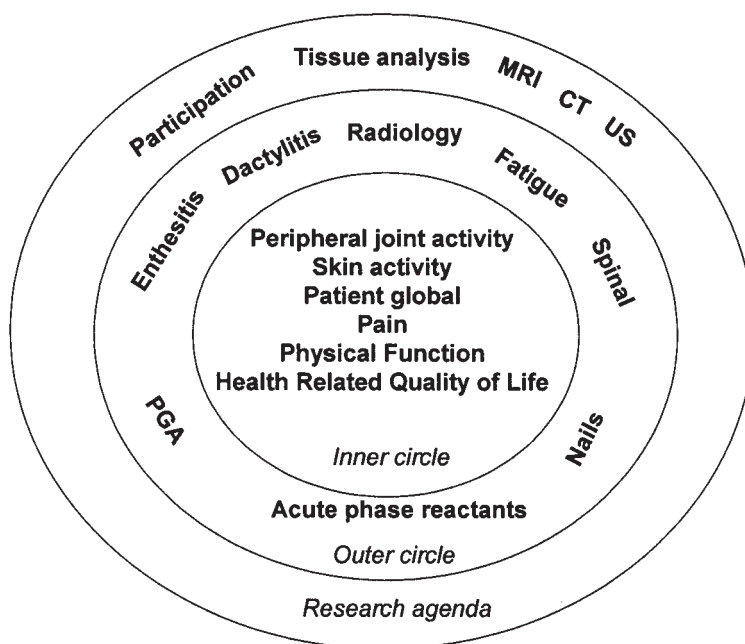 Tissue analysis
Participation
MRI
CT
US
Radiology
Dactylitis
Fatigue
Enthesitis
Spinal
Peripheral joint activity
Skin activity
Patient global
Pain
Physical Function
Health Related Quality of Life
PGA
Nails
Inner circle
Acute phase reactants
Outer circle
Research agenda